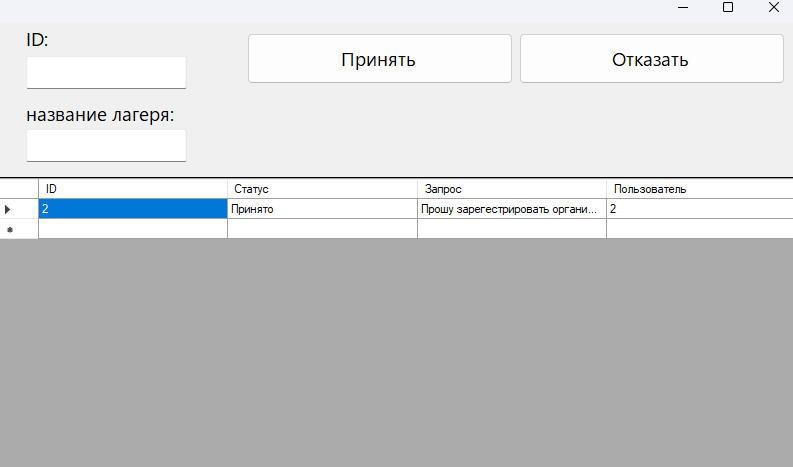 ID:
Принять
Отказать
название лагеря:
ID Статус Запрос Пользователь
2 Принято Прошу зарегестрировать органи... 2